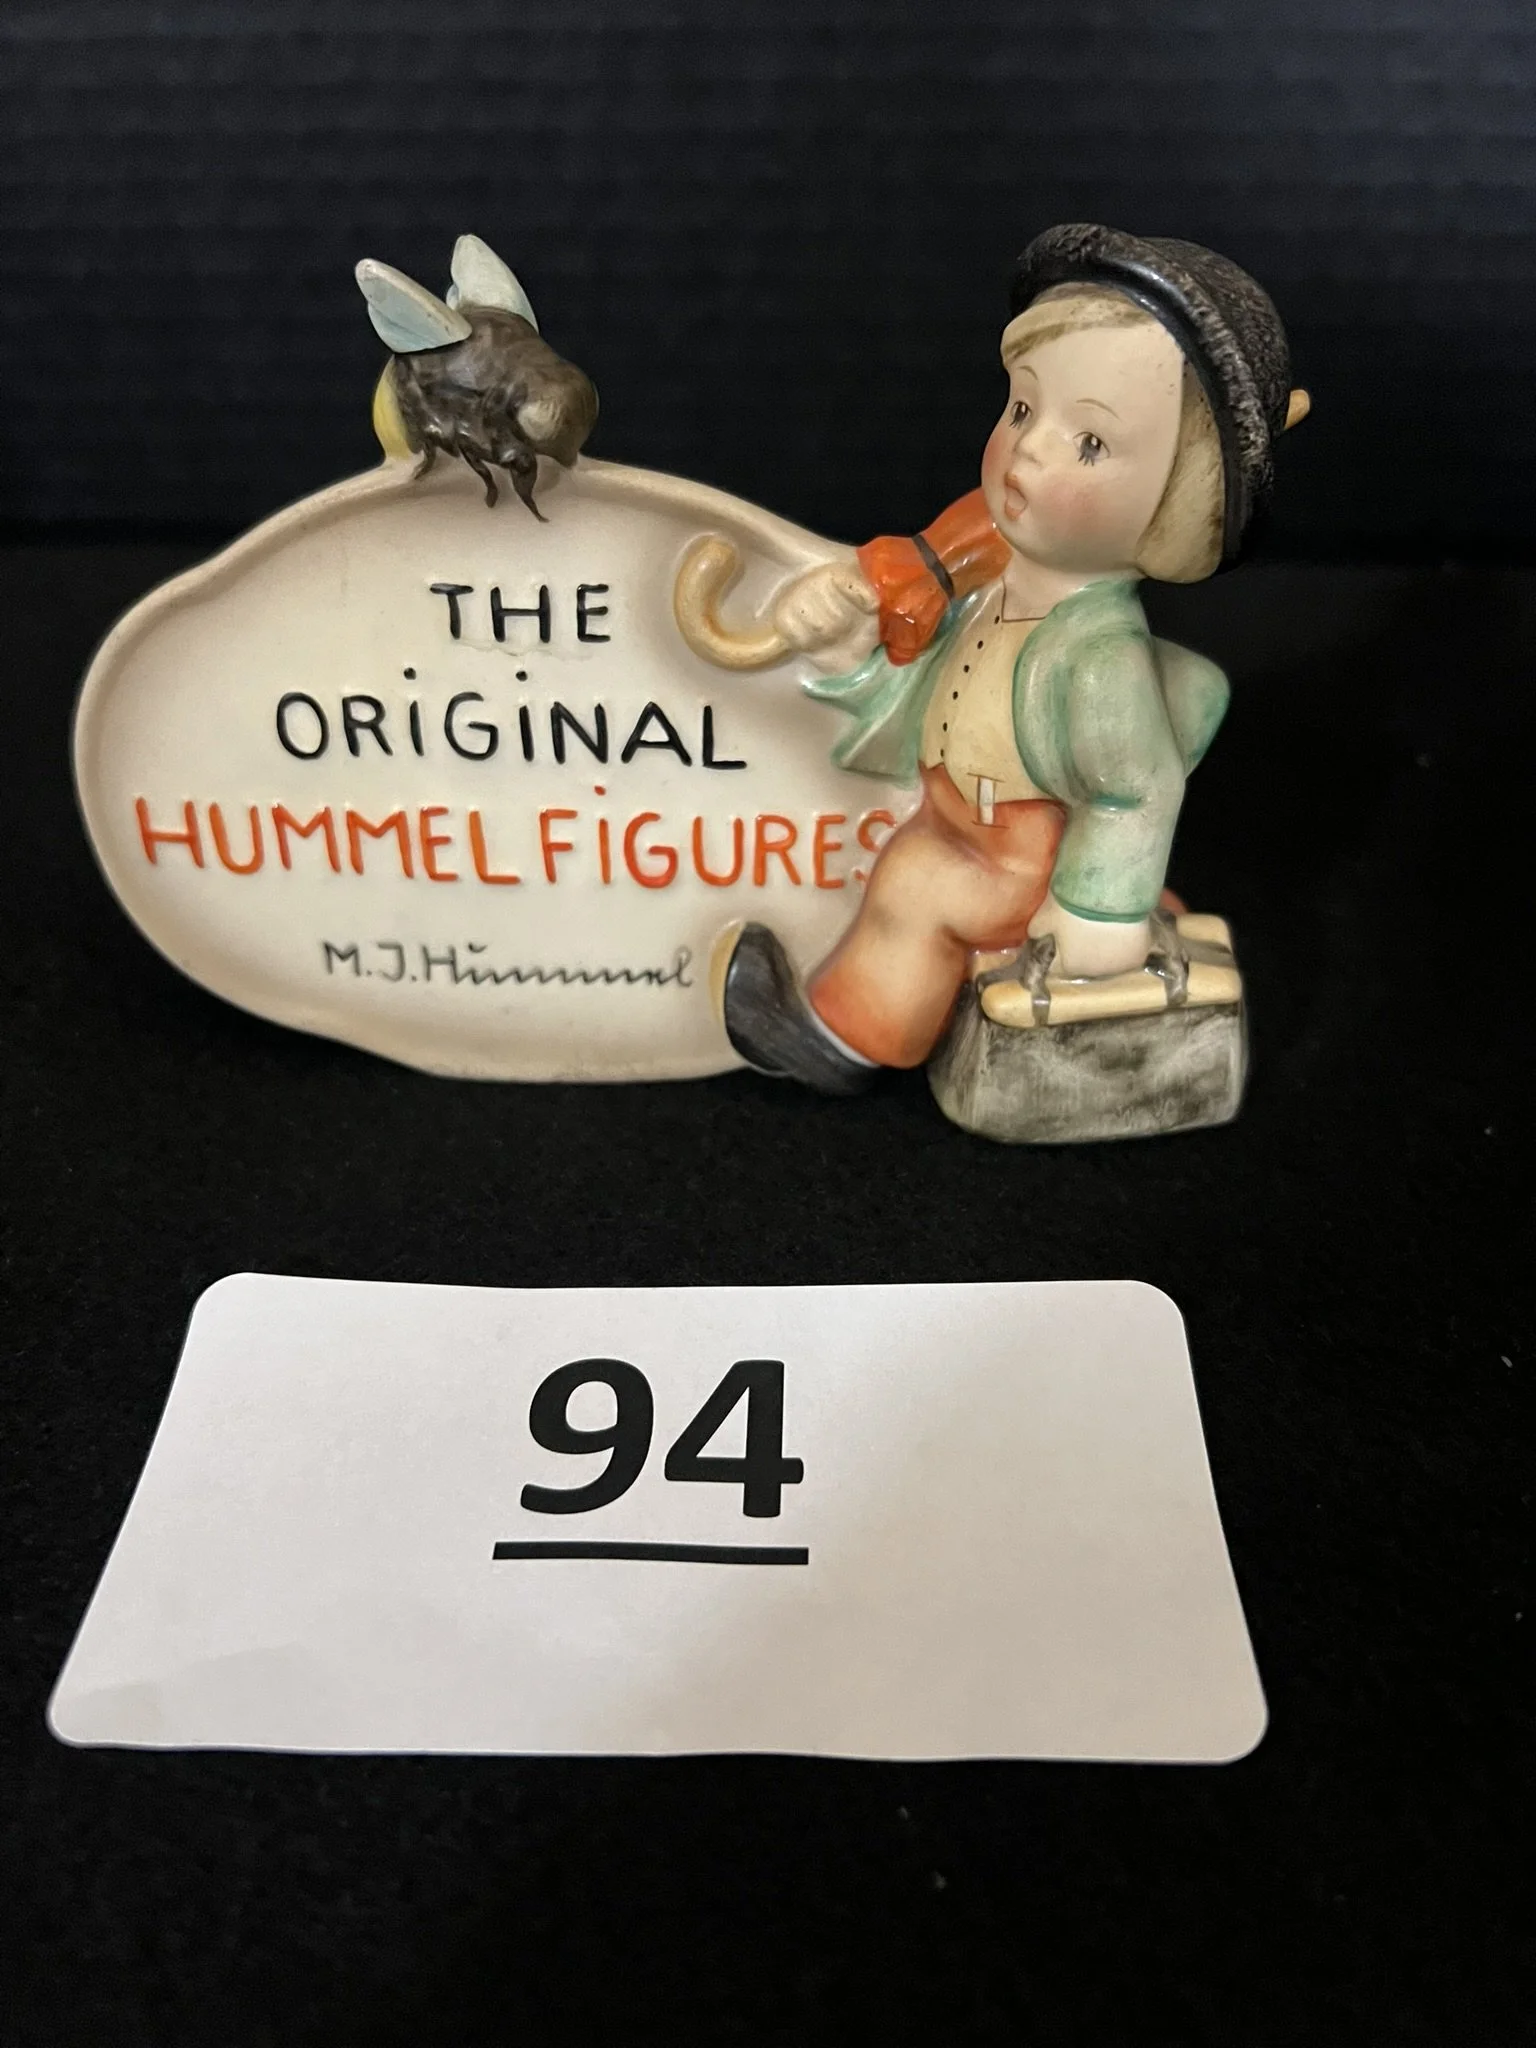 THE
ORiGiNAL
HUMMEL FiGURES
M.J.Hummel
94